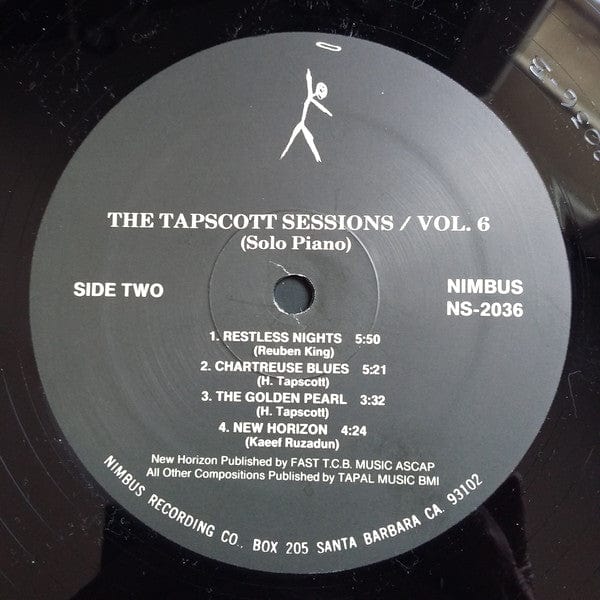 THE TAPSCOTT SESSIONS / VOL. 6
(Solo Piano)
SIDE TWO
NIMBUS
NS-2036
1. RESTLESS NIGHTS 5:50
(Reuben King)
2. CHARTREUSE BLUES 5:21
(H. Tapscott)
3. THE GOLDEN PEARL 3:32
(H. Tapscott)
4. NEW HORIZON 4:24
(Kaeef Ruzadun)
New Horizon Published by FAST T.C.B. MUSIC ASCAP
All Other Compositions Published by TAPAL MUSIC BMI
NIMBUS RECORDING CO., BOX 205 SANTA BARBARA CA. 93102